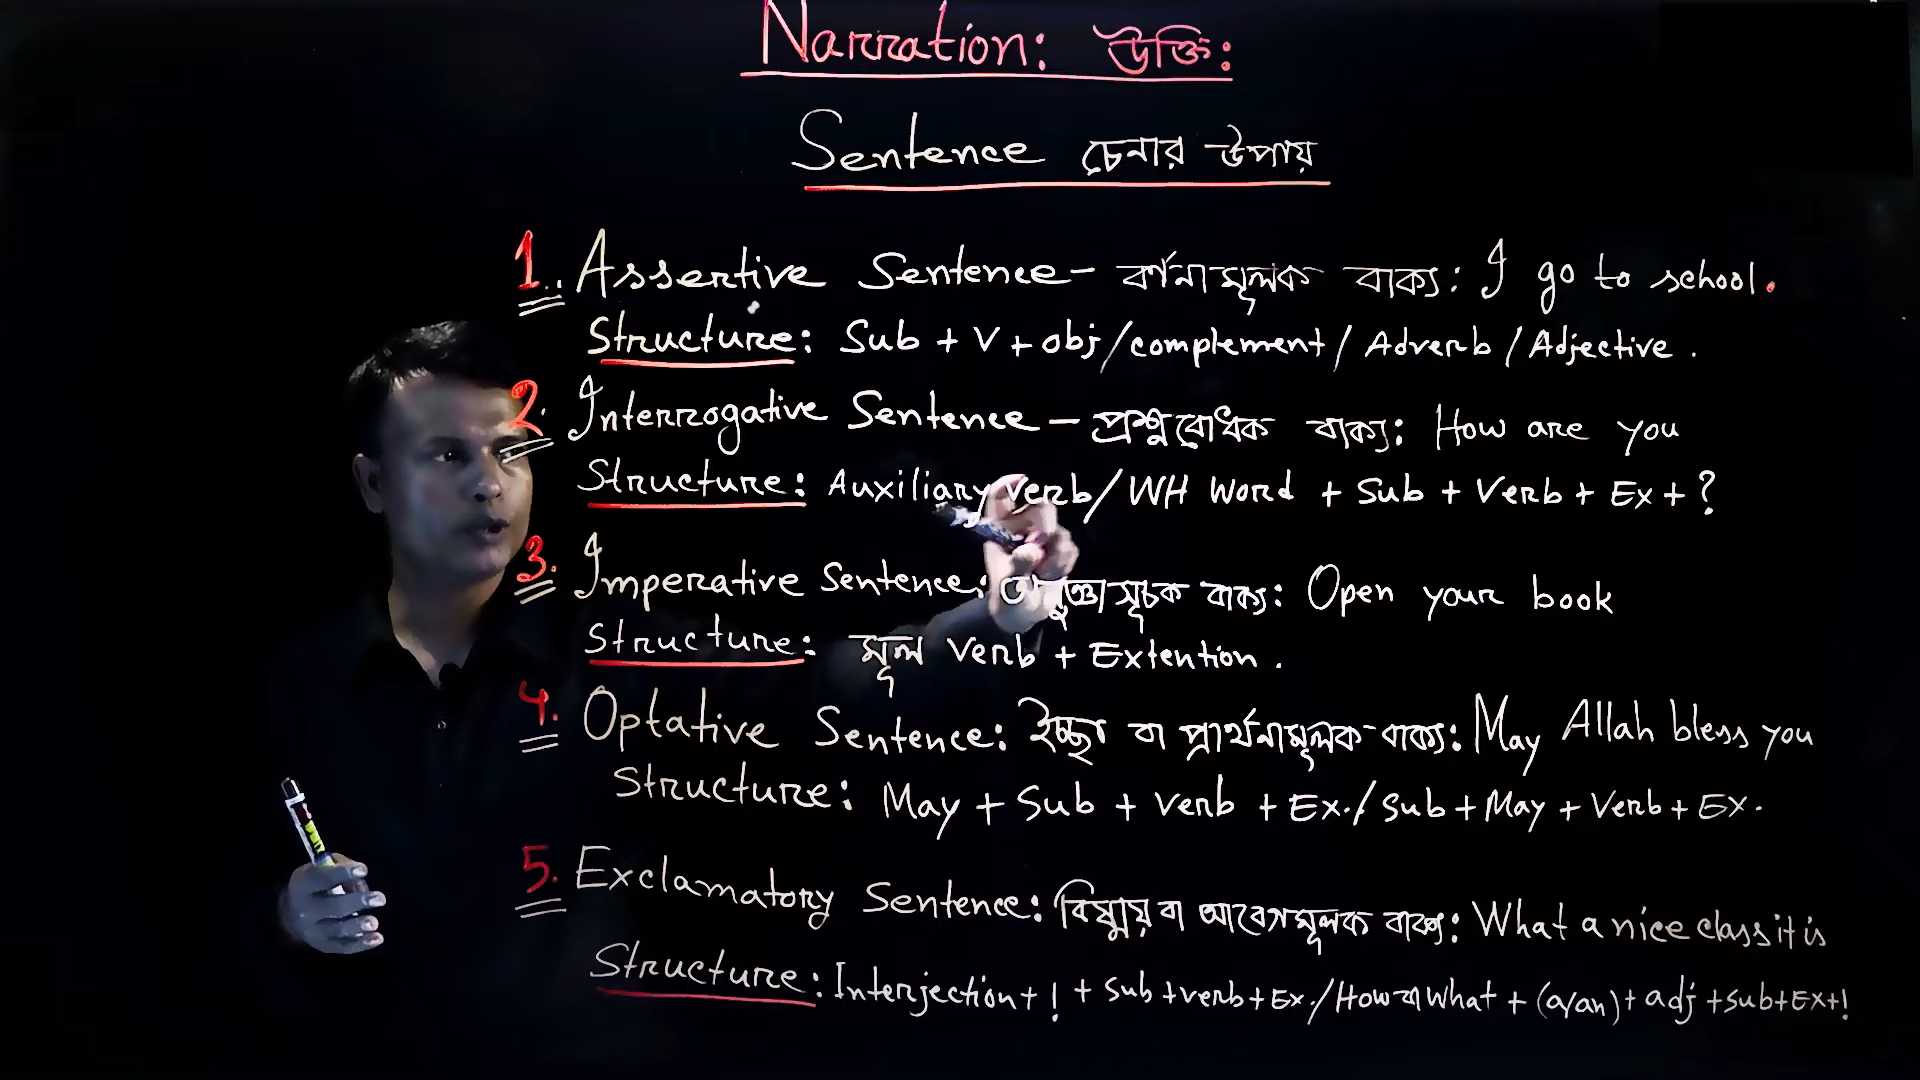 Narration: উক্তি:
Sentence চেনার উপায়
1. Assertive Sentence - বর্ণনামূলক বাক্য: I go to school.
Structure: Sub + V + obj/complement/ Adverb / Adjective.
2. Interrogative Sentence - প্রশ্নবোধক বাক্য: How are you
Structure: Auxiliary verb/WH Word + Sub + Verb + Ex + ?
3. Imperative Sentence: অনুজ্ঞাসূচক বাক্য: Open your book
Structure: মূল Verb + Extention.
4. Optative Sentence: ইচ্ছা বা প্রার্থনামূলক-বাক্য: May Allah bless you
Structure: May + Sub + verb + Ex./ Sub + May + Verb + Ex.
5. Exclamatory Sentence: বিষ্ময় বা আবেগমূলক বাক্য: What a nice class it is
Structure: Interjection + ! + Sub + verb + Ex./How বা What + (a/an) + adj + sub + Ex + !